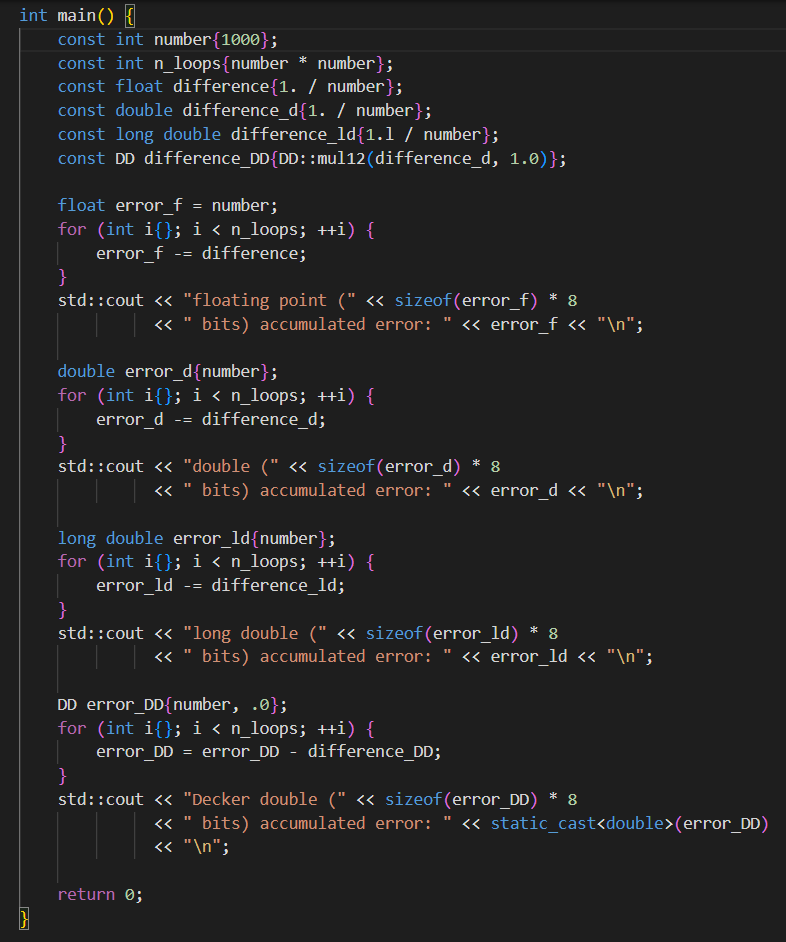 int main() {
    const int number{1000};
    const int n_loops{number * number};
    const float difference{1. / number};
    const double difference_d{1. / number};
    const long double difference_ld{1.l / number};
    const DD difference_DD{DD::mul12(difference_d, 1.0)};

    float error_f = number;
    for (int i{}; i < n_loops; ++i) {
        error_f -= difference;
    }
    std::cout << "floating point (" << sizeof(error_f) * 8
              << " bits) accumulated error: " << error_f << "\n";

    double error_d{number};
    for (int i{}; i < n_loops; ++i) {
        error_d -= difference_d;
    }
    std::cout << "double (" << sizeof(error_d) * 8
              << " bits) accumulated error: " << error_d << "\n";

    long double error_ld{number};
    for (int i{}; i < n_loops; ++i) {
        error_ld -= difference_ld;
    }
    std::cout << "long double (" << sizeof(error_ld) * 8
              << " bits) accumulated error: " << error_ld << "\n";

    DD error_DD{number, .0};
    for (int i{}; i < n_loops; ++i) {
        error_DD = error_DD - difference_DD;
    }
    std::cout << "Decker double (" << sizeof(error_DD) * 8
              << " bits) accumulated error: " << static_cast<double>(error_DD)
              << "\n";

    return 0;
}